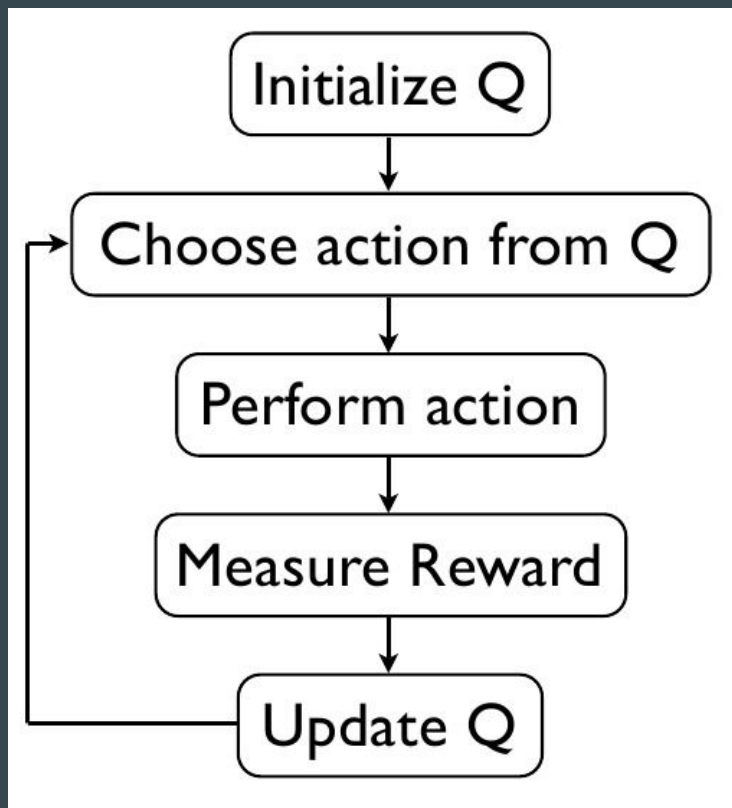 Initialize Q
Choose action from Q
Perform action
Measure Reward
Update Q